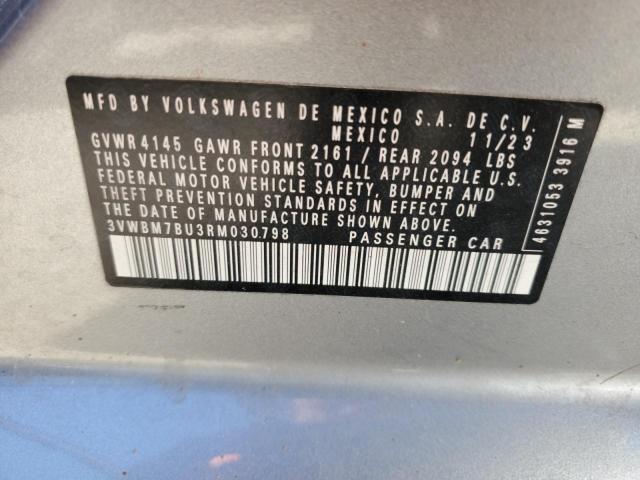 MFD BY VOLKSWAGEN DE MEXICO S.A. DE C.V.
MEXICO 11/23
GVWR 4145 GAWR FRONT 2161 / REAR 2094 LBS
THIS VEHICLE CONFORMS TO ALL APPLICABLE U.S.
FEDERAL MOTOR VEHICLE SAFETY, BUMPER AND
THEFT PREVENTION STANDARDS IN EFFECT ON
THE DATE OF MANUFACTURE SHOWN ABOVE.
3VWBM7BU3RM030798 PASSENGER CAR
4631053 3916 M